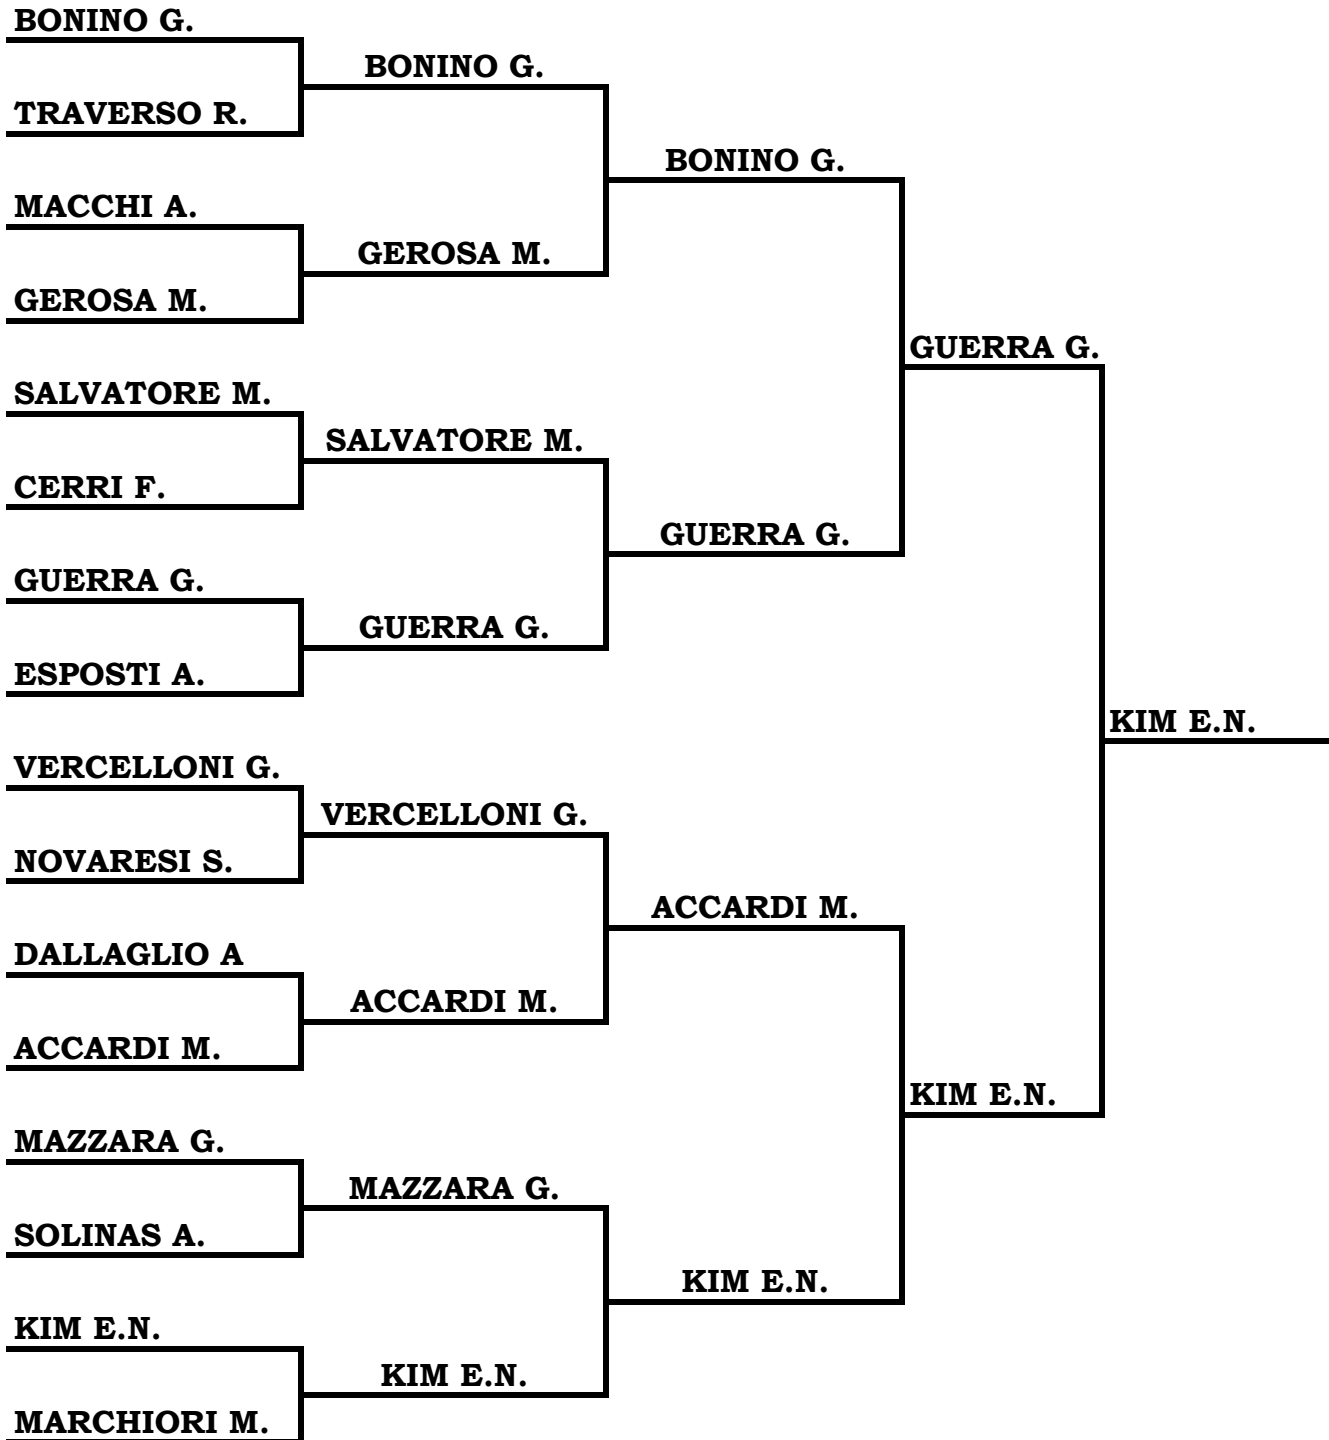 BONINO G.
TRAVERSO R.
MACCHI A.
GEROSA M.
SALVATORE M.
CERRI F.
GUERRA G.
ESPOSTI A.
VERCELLONI G.
NOVARESI S.
DALLAGLIO A
ACCARDI M.
MAZZARA G.
SOLINAS A.
KIM E.N.
MARCHIORI M.
BONINO G.
GEROSA M.
SALVATORE M.
GUERRA G.
VERCELLONI G.
ACCARDI M.
MAZZARA G.
KIM E.N.
BONINO G.
GUERRA G.
ACCARDI M.
KIM E.N.
GUERRA G.
KIM E.N.
KIM E.N.